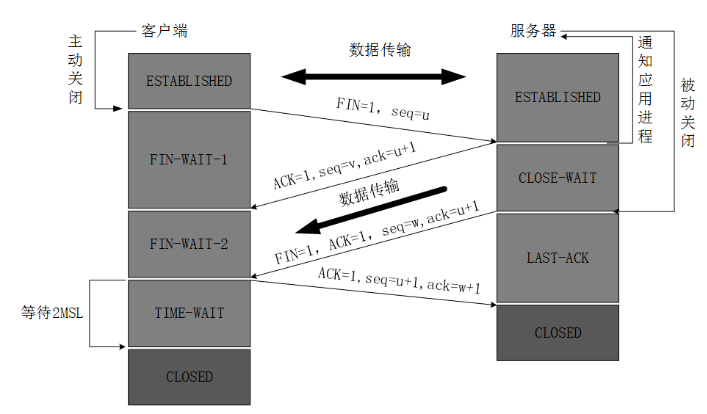 客户端
服务器
主动关闭
数据传输
通知应用进程
被动关闭
ESTABLISHED
ESTABLISHED
FIN=1，seq=u
FIN-WAIT-1
ACK=1,seq=v,ack=u+1
CLOSE-WAIT
数据传输
FIN-WAIT-2
FIN=1，ACK=1，seq=w,ack=u+1
LAST-ACK
ACK=1,seq=u+1,ack=w+1
等待2MSL
TIME-WAIT
CLOSED
CLOSED